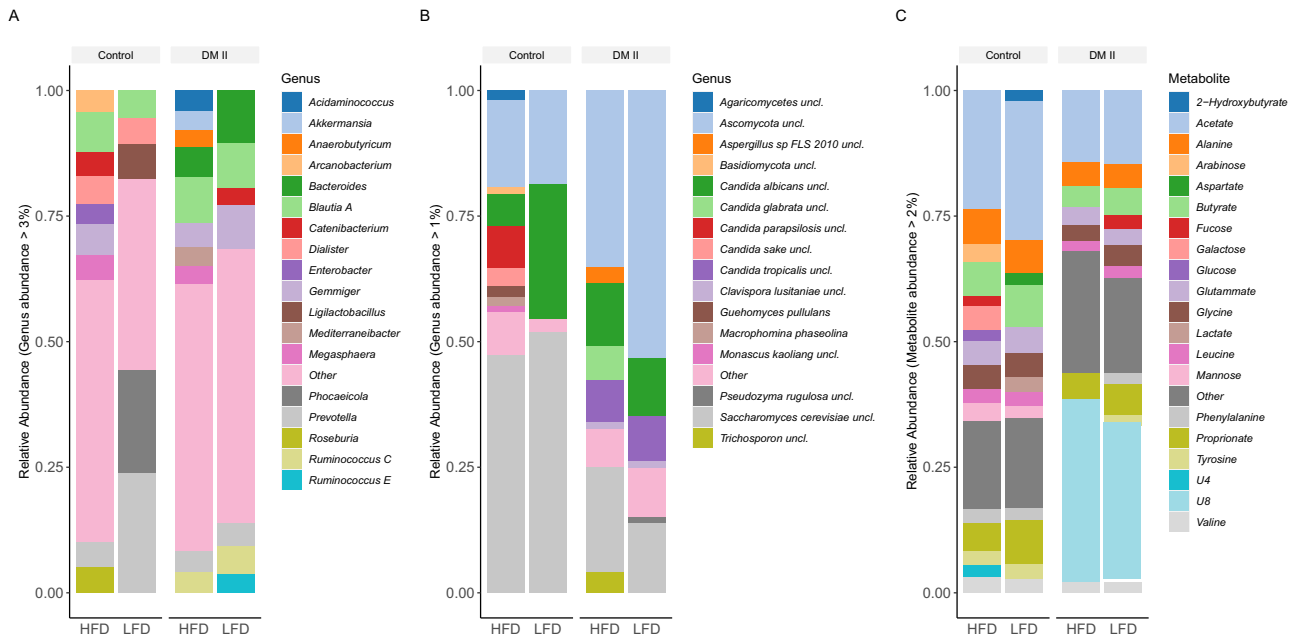 A
Control
DM II
Relative Abundance (Genus abundance > 3%)
1.00
0.75
0.50
0.25
0.00
HFD
LFD
HFD
LFD
Genus
Acidaminococcus
Akkermansia
Anaerobutyricum
Arcanobacterium
Bacteroides
Blautia A
Catenibacterium
Dialister
Enterobacter
Gemmiger
Ligilactobacillus
Mediterraneibacter
Megasphaera
Other
Phocaeicola
Prevotella
Roseburia
Ruminococcus C
Ruminococcus E
B
Control
DM II
Relative Abundance (Genus abundance > 1%)
1.00
0.75
0.50
0.25
0.00
HFD
LFD
HFD
LFD
Genus
Agaricomycetes uncl.
Ascomycota uncl.
Aspergillus sp FLS 2010 uncl.
Basidiomycota uncl.
Candida albicans uncl.
Candida glabrata uncl.
Candida parapsilosis uncl.
Candida sake uncl.
Candida tropicalis uncl.
Clavispora lusitaniae uncl.
Guehomyces pullulans
Macrophomina phaseolina
Monascus kaoliang uncl.
Other
Pseudozyma rugulosa uncl.
Saccharomyces cerevisiae uncl.
Trichosporon uncl.
C
Control
DM II
Relative Abundance (Metabolite abundance > 2%)
1.00
0.75
0.50
0.25
0.00
HFD
LFD
HFD
LFD
Metabolite
2−Hydroxybutyrate
Acetate
Alanine
Arabinose
Aspartate
Butyrate
Fucose
Galactose
Glucose
Glutammate
Glycine
Lactate
Leucine
Mannose
Other
Phenylalanine
Proprionate
Tyrosine
U4
U8
Valine